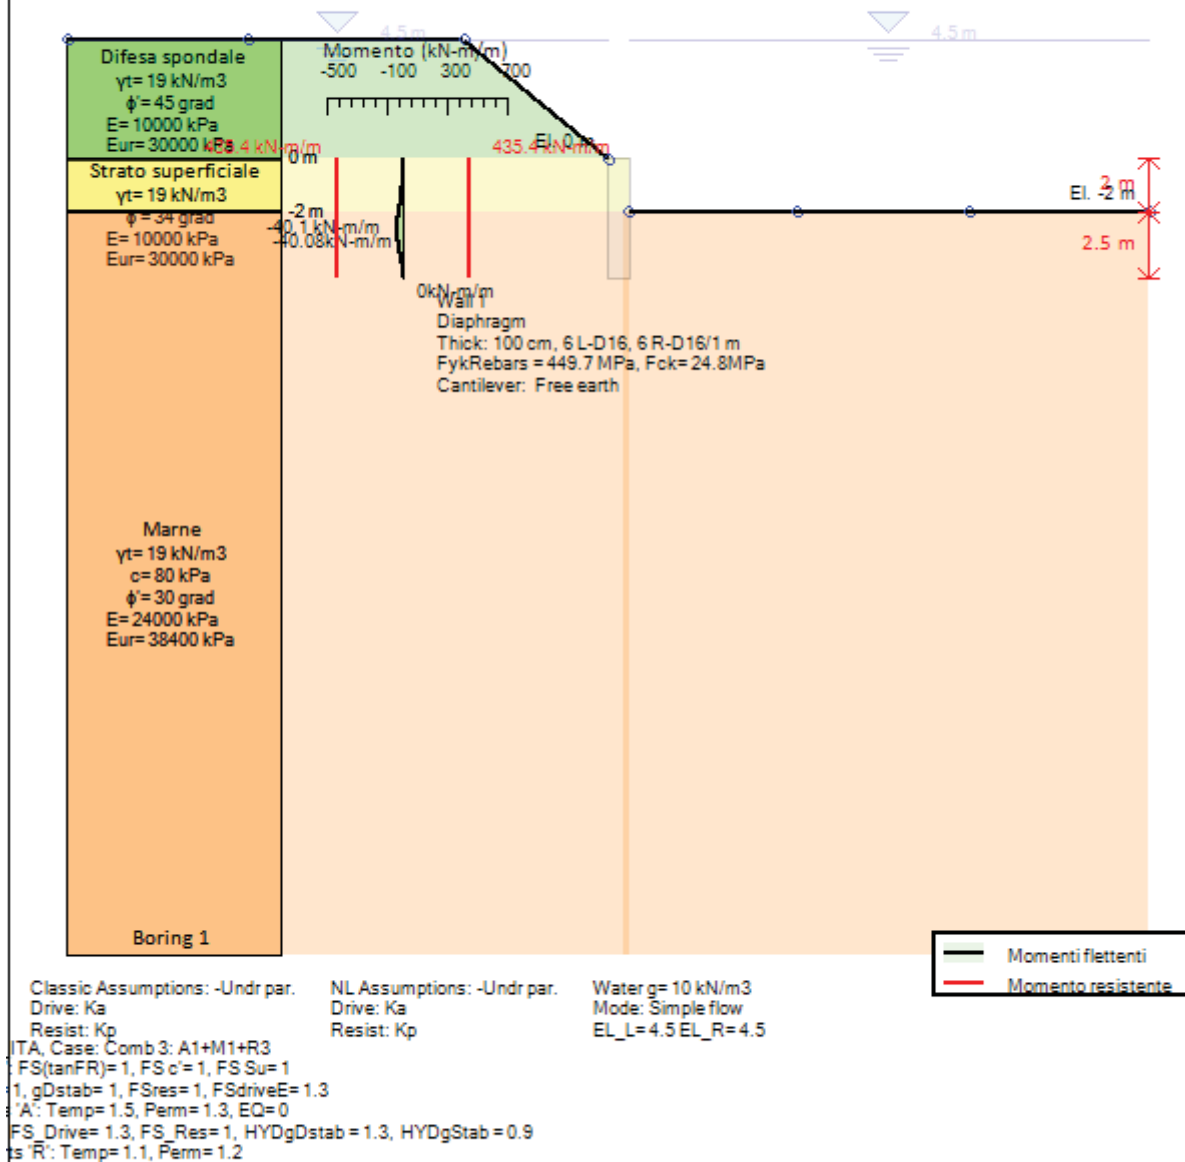 4.5 m
4.5 m
Difesa spondale
γt= 19 kN/m3
ϕ'= 45 grad
E= 10000 kPa
Eur= 30000 kPa
Momento (kN-m/m)
-500 -100 300 700
435.4 kN-m/m
El. 0 m
0 m
Strato superficiale
γt= 19 kN/m3
ϕ = 34 grad
E= 10000 kPa
Eur= 30000 kPa
-2 m
-40.1 kN-m/m
-40.08kN-m/m
2 m
El. -2 m
2.5 m
0kN-m/m
Wall 1
Diaphragm
Thick: 100 cm, 6 L-D16, 6 R-D16/1 m
FykRebars = 449.7 MPa, Fck= 24.8MPa
Cantilever: Free earth
Marne
γt= 19 kN/m3
c= 80 kPa
ϕ'= 30 grad
E= 24000 kPa
Eur= 38400 kPa
Boring 1
Momenti flettenti
Momento resistente
Classic Assumptions: -Undr par.
Drive: Ka
Resist: Kp
NL Assumptions: -Undr par.
Drive: Ka
Resist: Kp
Water g= 10 kN/m3
Mode: Simple flow
EL_L= 4.5 EL_R= 4.5
ITA, Case: Comb 3: A1+M1+R3
: FS(tanFR)= 1, FS c'= 1, FS Su= 1
1, gDstab= 1, FSres= 1, FSdriveE= 1.3
'A': Temp= 1.5, Perm= 1.3, EQ= 0
FS_Drive= 1.3, FS_Res= 1, HYDgDstab = 1.3, HYDgStab = 0.9
ts 'R': Temp= 1.1, Perm= 1.2